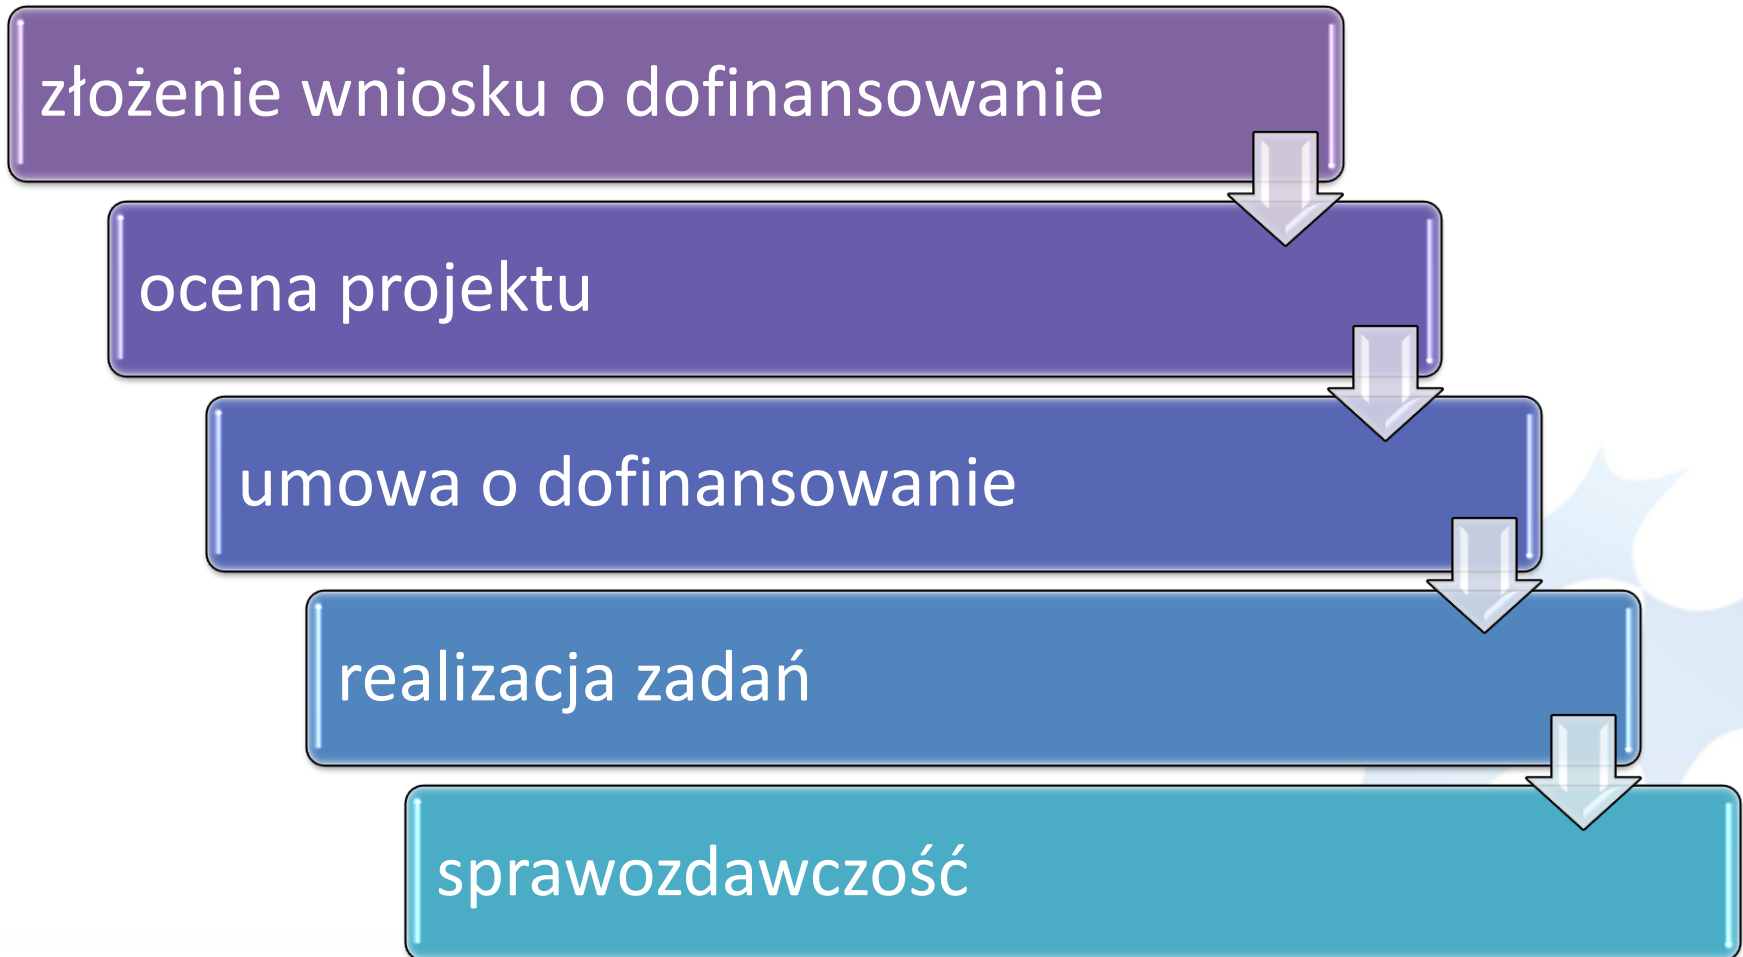 złożenie wniosku o dofinansowanie
ocena projektu
umowa o dofinansowanie
realizacja zadań
sprawozdawczość